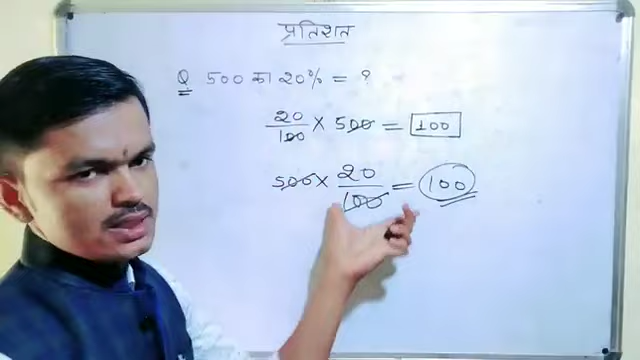 प्रतिशत
Q 500 का 20% = ?
20/100 × 500 = 100
500 × 20/100 = 100